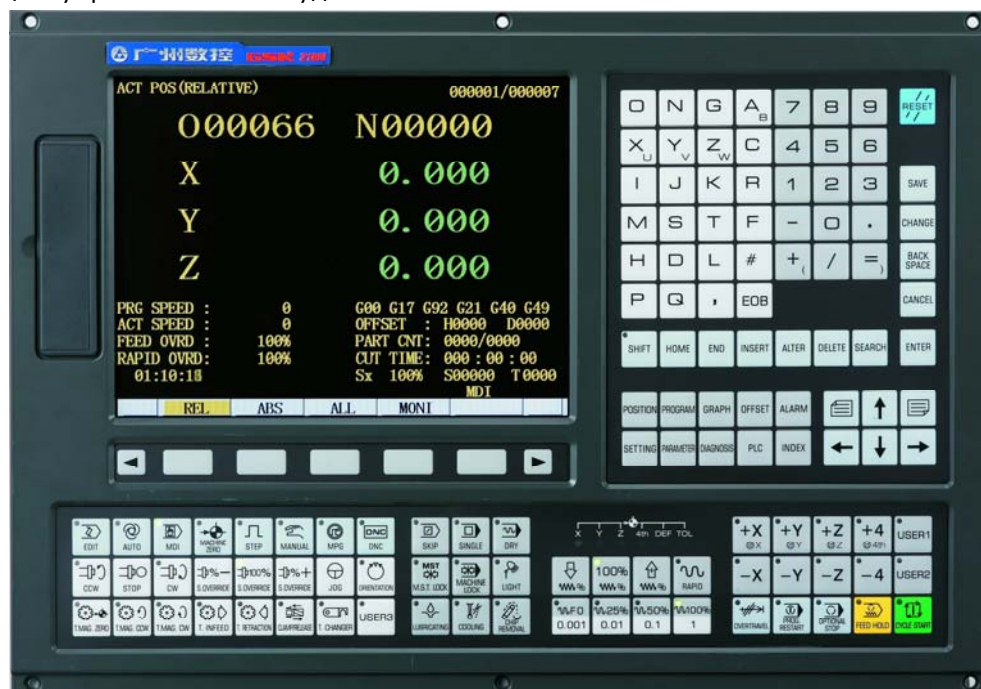 广州数控
ACT POS(RELATIVE) 000001/000007
O00066 N00000
X 0.000
Y 0.000
Z 0.000
PRG SPEED : 0 G00 G17 G92 G21 G40 G49
ACT SPEED : 0 OFFSET : H0000 D0000
FEED OVRD : 100% PART CNT: 0000/0000
RAPID OVRD: 100% CUT TIME: 000:00:00
Sx 100% S00000 T0000
MDI
REL ABS ALL MONI
O N G A B 7 8 9 RESET
X U Y V Z W C 4 5 6
I J K R 1 2 3 SAVE
M S T F - 0 . CHANGE
H D L # + ( / = ) BACK SPACE
P Q , EOB CANCEL
SHIFT HOME END INSERT ALTER DELETE SEARCH ENTER
POSITION PROGRAM GRAPH OFFSET ALARM
SETTING PARAMETER DIAGNOSIS PLC INDEX
EDIT AUTO MDI MACHINE ZERO STEP MANUAL MPG DNC DNC SKIP SINGLE DRY
X Y Z 4th DEF TOL
+X +Y +Z +4 USER1
CCW STOP CW %- S.OVERRIDE %100% S.OVERRIDE %+ S.OVERRIDE JOG ORIENTATION MST M.S.T. LOCK MACHINE LOCK LIGHT
% 100% % % RAPID
-X -Y -Z -4 USER2
T.MAG. ZERO T.MAG. CCW T.MAG. CW T. INFEED T. RETRACTION CLAMP/RELEASE T. CHANGER USER3 LUBRICATING COOLING CHIP REMOVAL
F0 0.001 25% 0.01 50% 0.1 100% 1
OVERTRAVEL PROG. RESTART OPTIONAL STOP FEED HOLD CYCLE START